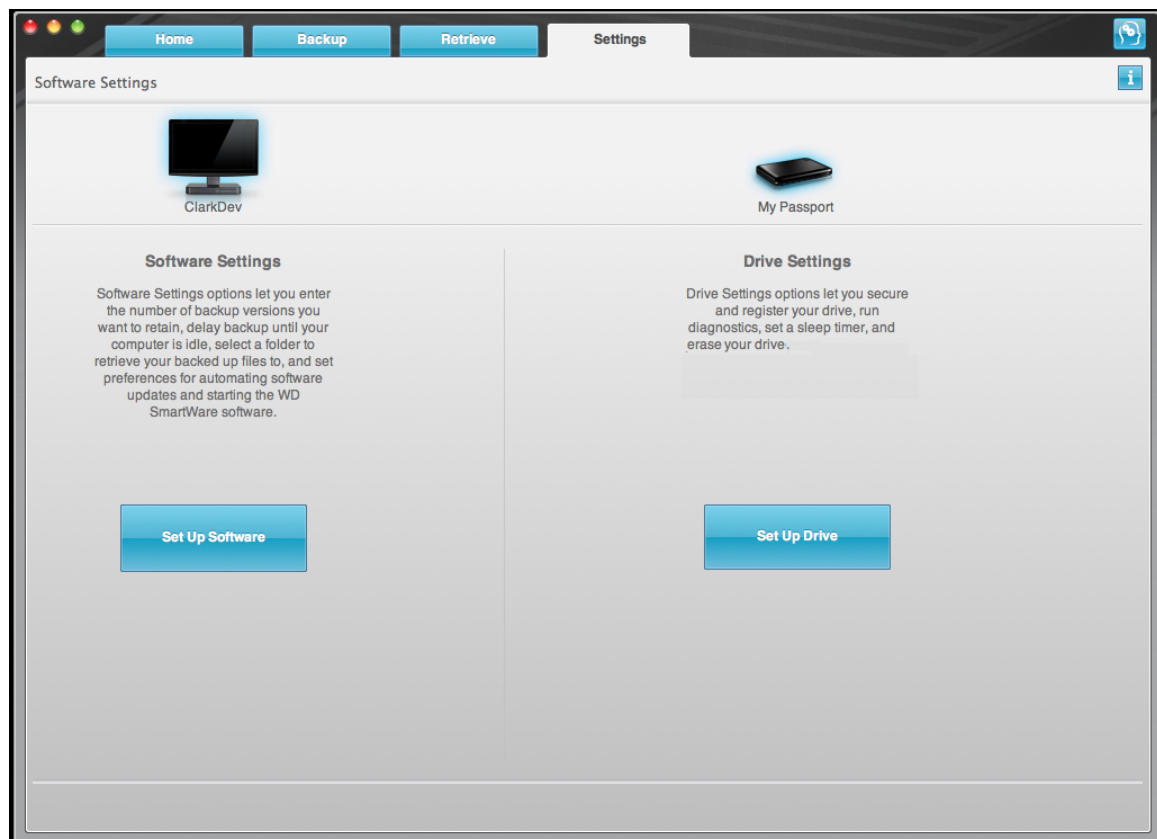 Home
Backup
Retrieve
Settings
Software Settings
i
ClarkDev
My Passport
Software Settings
Software Settings options let you enter
the number of backup versions you
want to retain, delay backup until your
computer is idle, select a folder to
retrieve your backed up files to, and set
preferences for automating software
updates and starting the WD
SmartWare software.
Set Up Software
Drive Settings
Drive Settings options let you secure
and register your drive, run
diagnostics, set a sleep timer, and
erase your drive.
Set Up Drive